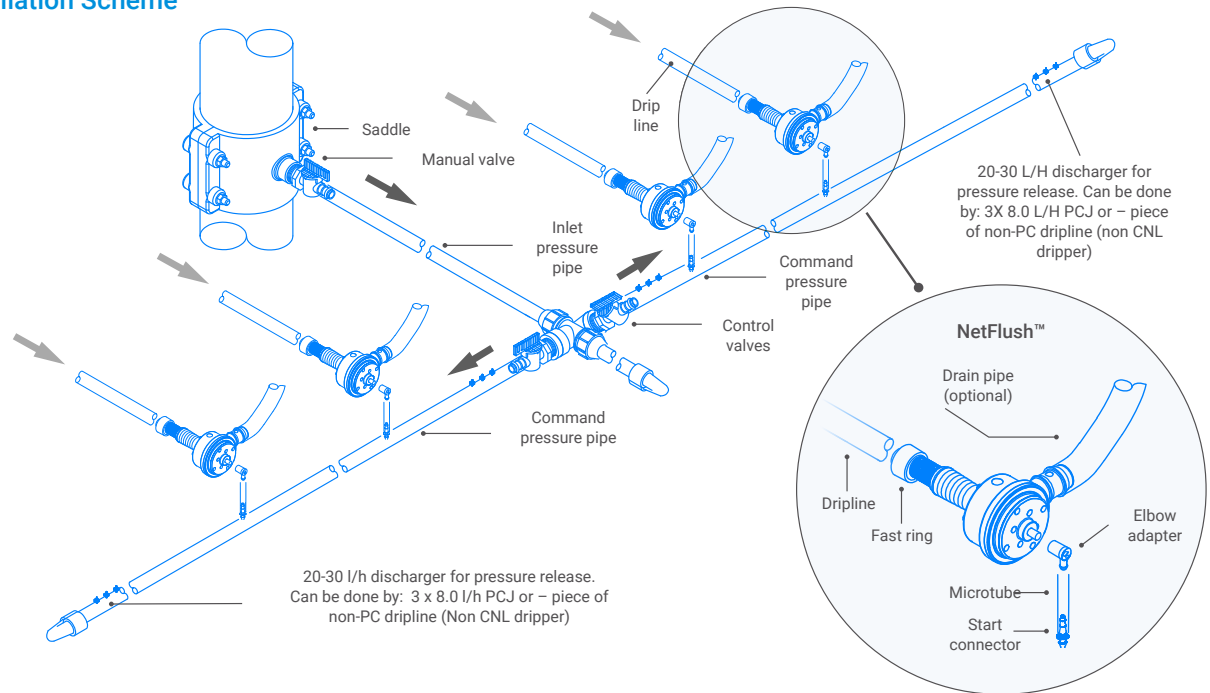 Scheme
Saddle
Manual valve
Inlet
pressure
pipe
Drip
line
20-30 L/H discharger for
pressure release. Can be done
by: 3X 8.0 L/H PCJ or – piece
of non-PC dripline (non CNL
dripper)
Command
pressure
pipe
Control
valves
Command
pressure pipe
20-30 l/h discharger for pressure release.
Can be done by: 3 x 8.0 l/h PCJ or – piece of
non-PC dripline (Non CNL dripper)
NetFlush™
Drain pipe
(optional)
Dripline
Fast ring
Elbow
adapter
Microtube
Start
connector